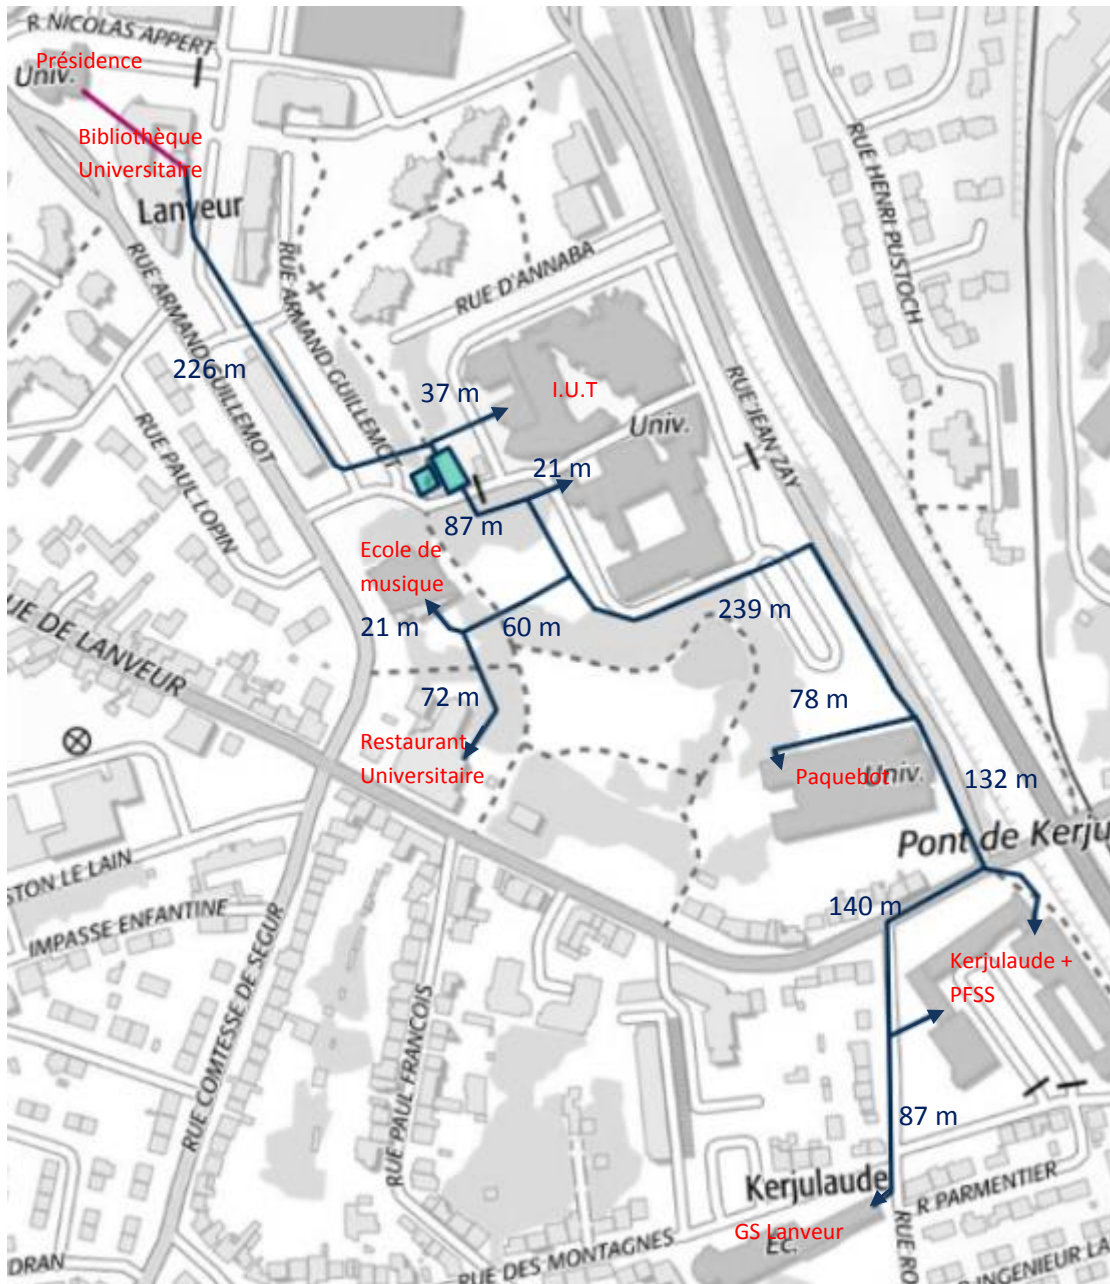 R NICOLAS APPERT
Présidence
Univ.
Bibliothèque
Universitaire
Lanveur
RUE HENRI PUSTOCH
RUE ARMAND GUILLEMOT
RUE ARMAND GUILLEMOT
RUE D'ANNABA
226 m
37 m
I.U.T
RUE JEAN ZAY
Univ.
RUE PAUL LOPIN
21 m
87 m
Ecole de
musique
239 m
21 m
60 m
UE DE LANVEUR
72 m
78 m
Restaurant
Universitaire
Paquebot
Univ.
132 m
Pont de Kerju
STON LE LAIN
140 m
IMPASSE ENFANTINE
Kerjulaude +
PFSS
RUE COMTESSE DE SEGUR
RUE PAUL FRANCOIS
87 m
Kerjulaude
R PARMENTIER
GS Lanveur
Ec.
RUE DES MONTAGNES
RUE RO
DRAN
INGENIEUR LA